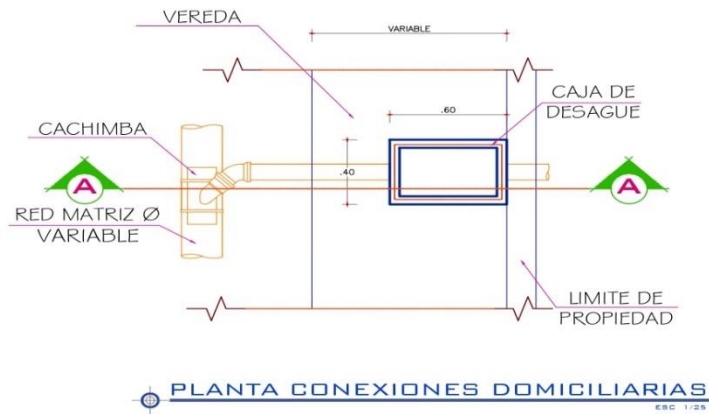 VEREDA
VARIABLE
.60
CAJA DE
DESAGUE
CACHIMBA
.40
A
A
RED MATRIZ Ø
VARIABLE
LIMITE DE
PROPIEDAD
PLANTA CONEXIONES DOMICILIARIAS
ESC 1/25